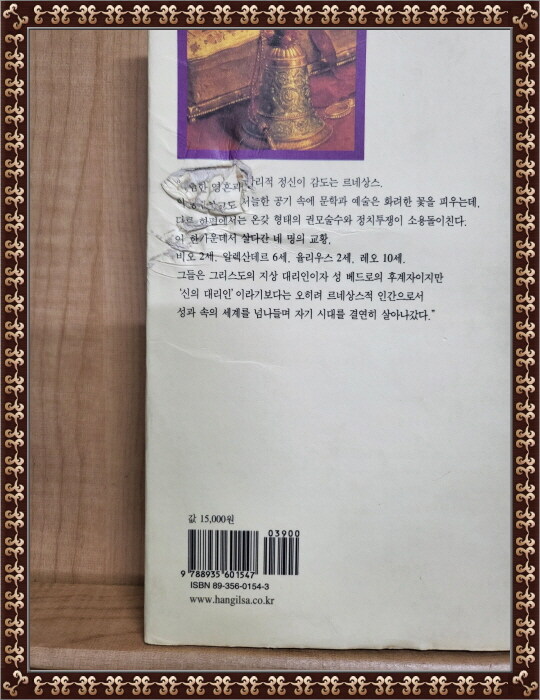 합리적 정신이 감도는 르네상스.
서늘한 공기 속에 문학과 예술은 화려한 꽃을 피우는데,
다른 한편에서는 온갖 형태의 권모술수와 정치투쟁이 소용돌이친다.
이 한가운데서 살다간 네 명의 교황,
비오 2세, 알렉산데르 6세, 율리우스 2세, 레오 10세.
그들은 그리스도의 지상 대리인이자 성 베드로의 후계자이지만
'신의 대리인'이라기보다는 오히려 르네상스적 인간으로서
성과 속의 세계를 넘나들며 자기 시대를 결연히 살아나갔다."
값 15,000원
03900
9 788935 601547
ISBN 89-356-0154-3
www.hangilsa.co.kr